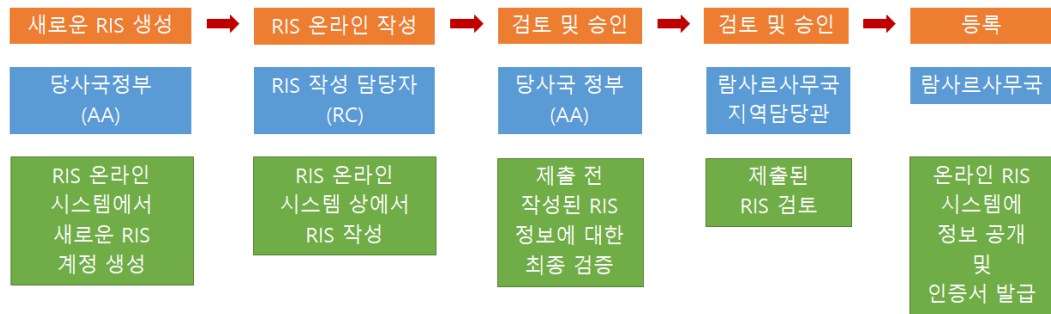 새로운 RIS 생성
RIS 온라인 작성
검토 및 승인
검토 및 승인
등록
당사국정부
(AA)
RIS 작성 담당자
(RC)
당사국 정부
(AA)
람사르사무국
지역담당관
람사르사무국
RIS 온라인
시스템에서
새로운 RIS
계정 생성
RIS 온라인
시스템 상에서
RIS 작성
제출 전
작성된 RIS
정보에 대한
최종 검증
제출된
RIS 검토
온라인 RIS
시스템에
정보 공개
및
인증서 발급